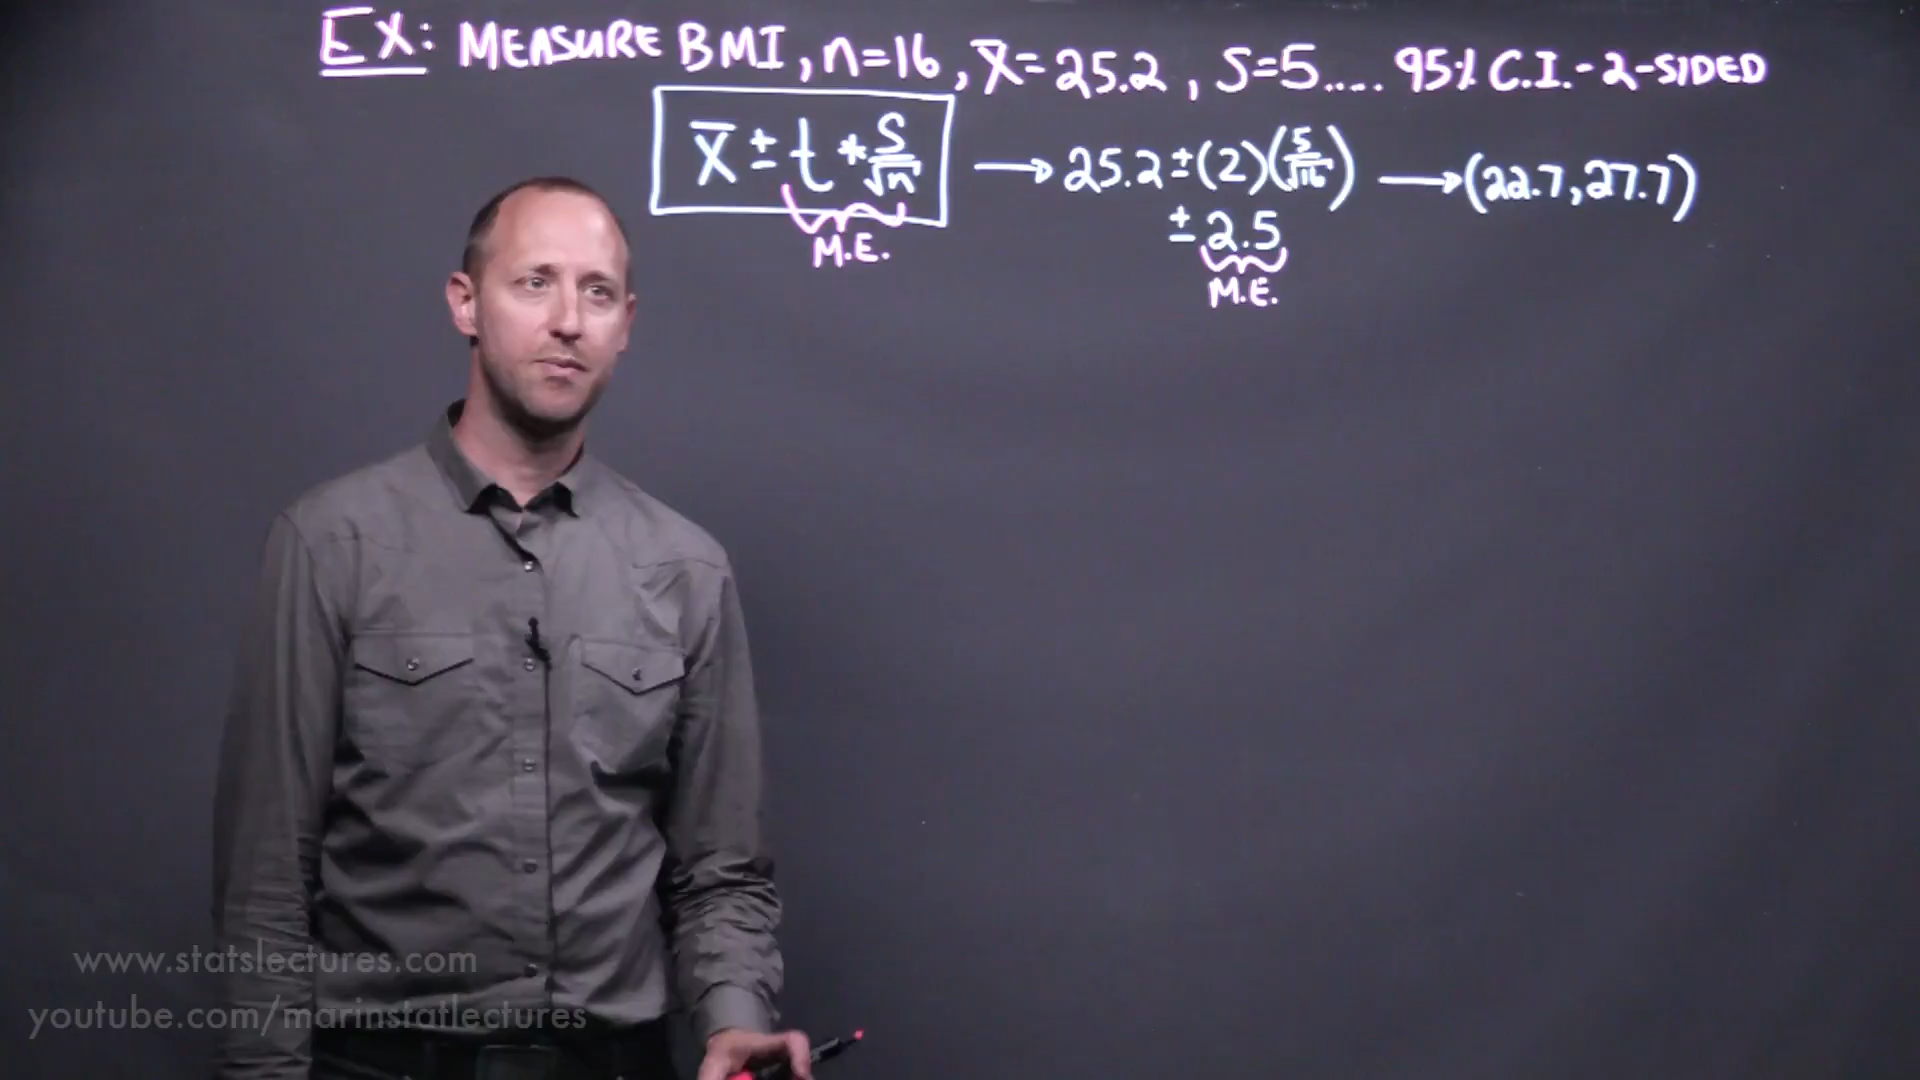 EX: MEASURE BMI, n=16, x̄=25.2, S=5.... 95% C.I.-2-SIDED
x̄ ± t * s/√n → 25.2 ± (2)(5/√16) → (22.7, 27.7)
± 2.5
M.E.
M.E.
www.statslectures.com
youtube.com/marinstatlectures